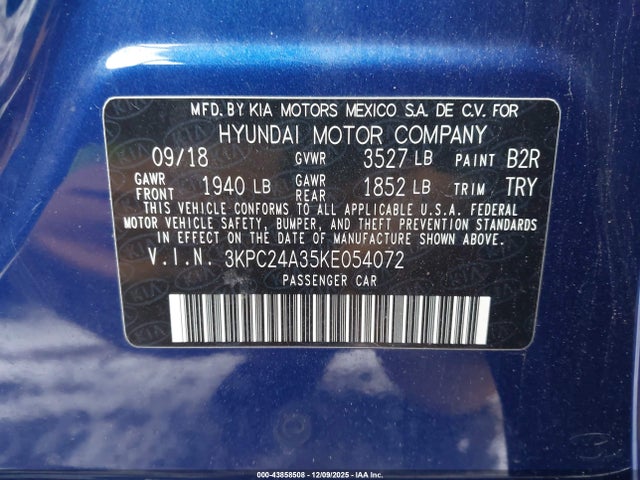 MFD. BY KIA MOTORS MEXICO S.A. DE C.V. FOR
HYUNDAI MOTOR COMPANY
09/18 GVWR 3527 LB PAINT B2R
GAWR FRONT 1940 LB GAWR REAR 1852 LB TRIM TRY
THIS VEHICLE CONFORMS TO ALL APPLICABLE U.S.A. FEDERAL
MOTOR VEHICLE SAFETY, BUMPER, AND THEFT PREVENTION STANDARDS
IN EFFECT ON THE DATE OF MANUFACTURE SHOWN ABOVE.
V.I.N. 3KPC24A35KE054072
PASSENGER CAR
000-43858508 - 12/09/2025 - IAA Inc.